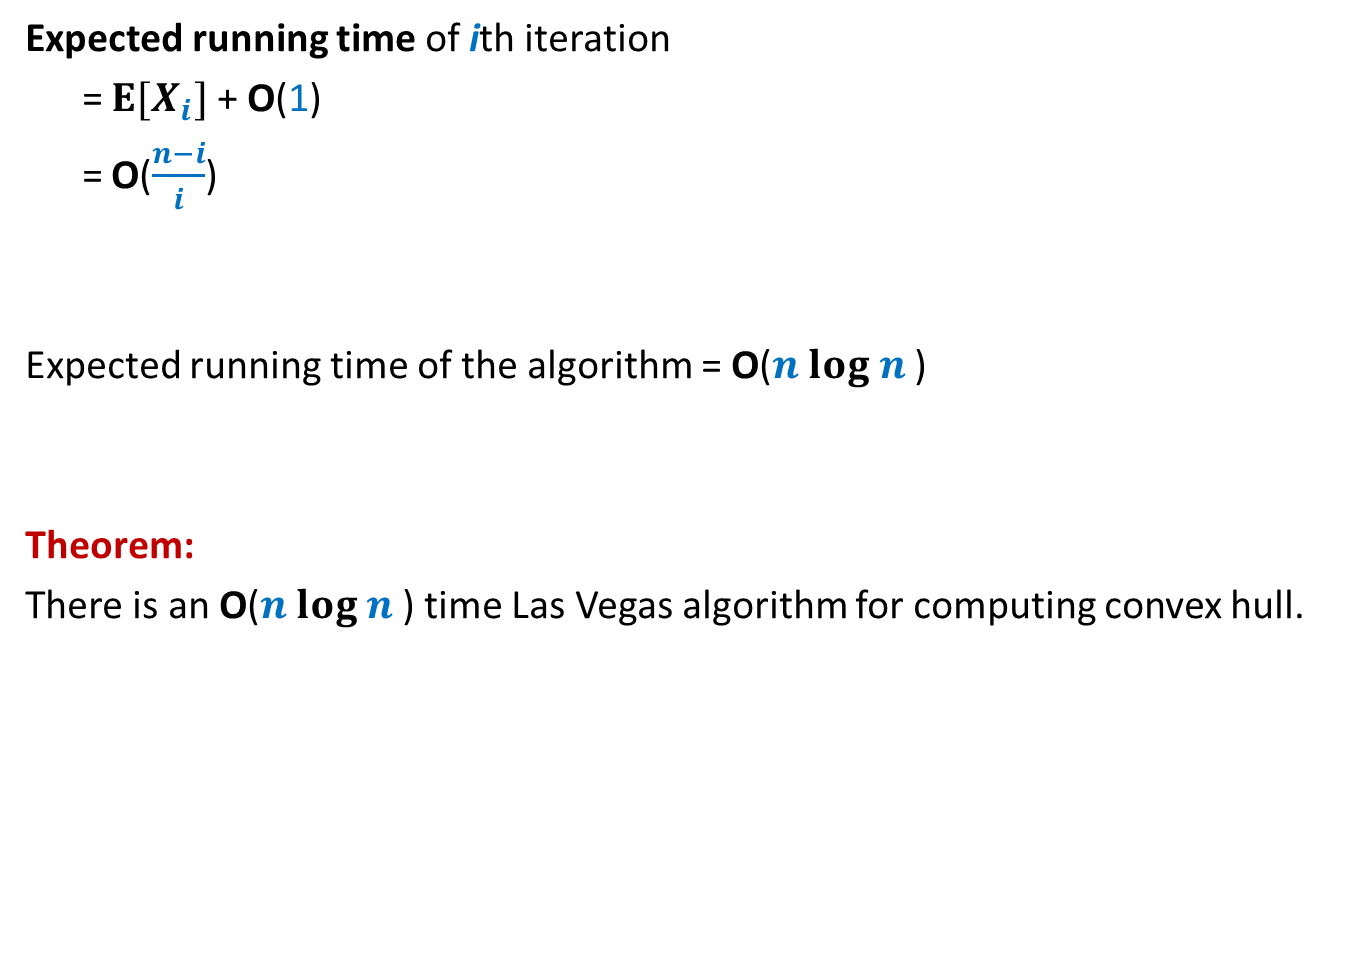 Expected running time of ith iteration
= E[Xᵢ] + O(1)
= O(n−i/i)
Expected running time of the algorithm = O(n log n )
Theorem:
There is an O(n log n ) time Las Vegas algorithm for computing convex hull.